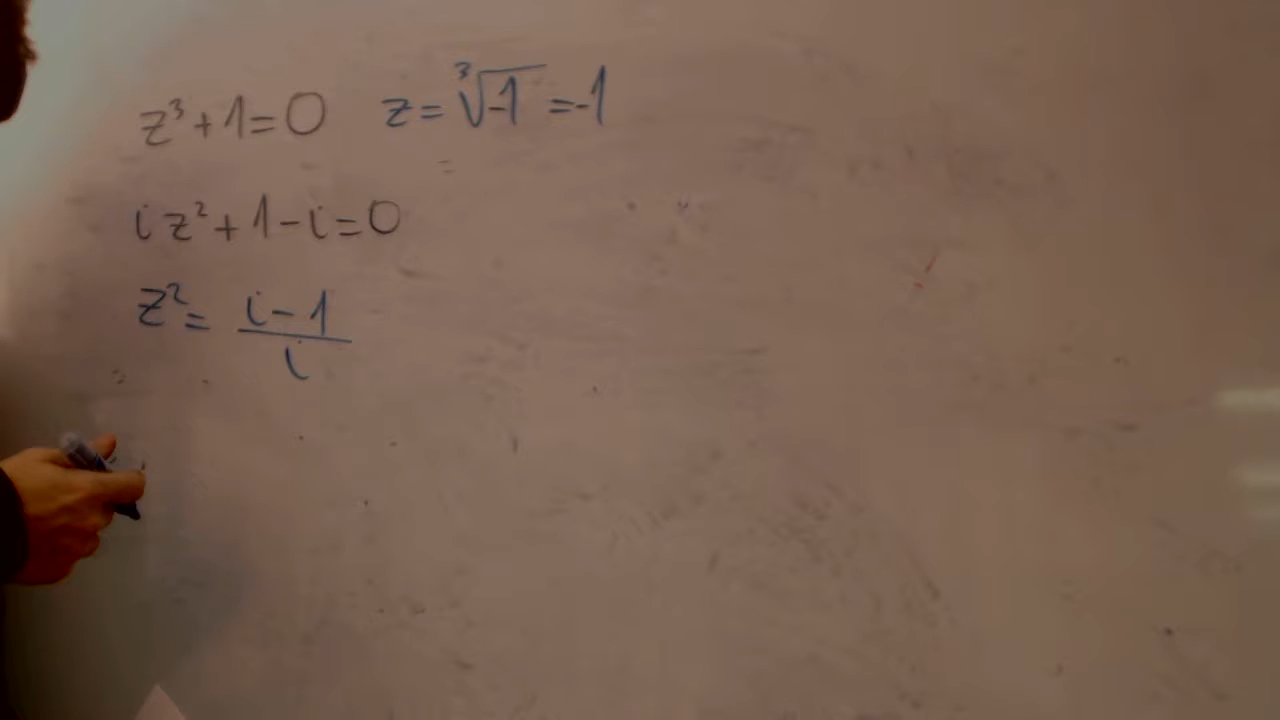 z³+1=0 z=∛-1=-1
iz²+1-i=0
z²= i-1/i